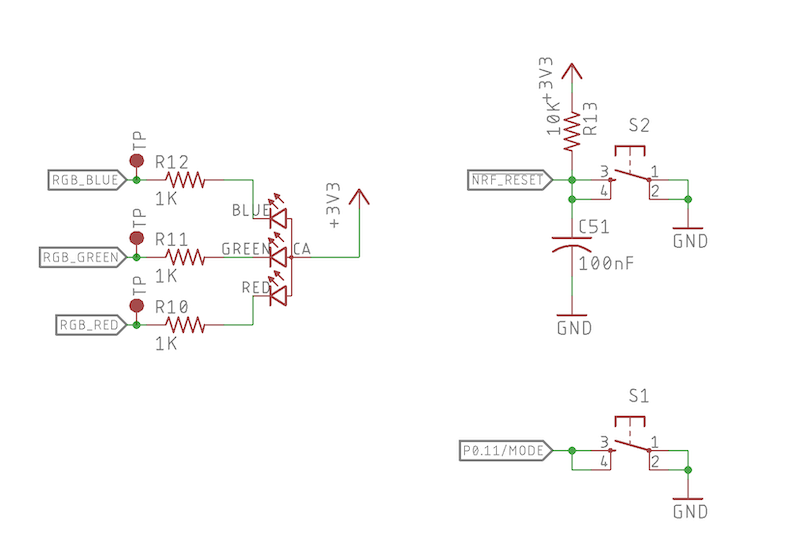 TP
R12
RGB_BLUE
1K
BLUE
TP
R11
GREEN
CA
RGB_GREEN
1K
RED
TP
R10
RGB_RED
1K
+3V3
+3V3
10K
R13
S2
NRF_RESET
3
1
4
2
C51
100nF
GND
GND
S1
P0.11/MODE
3
1
4
2
GND